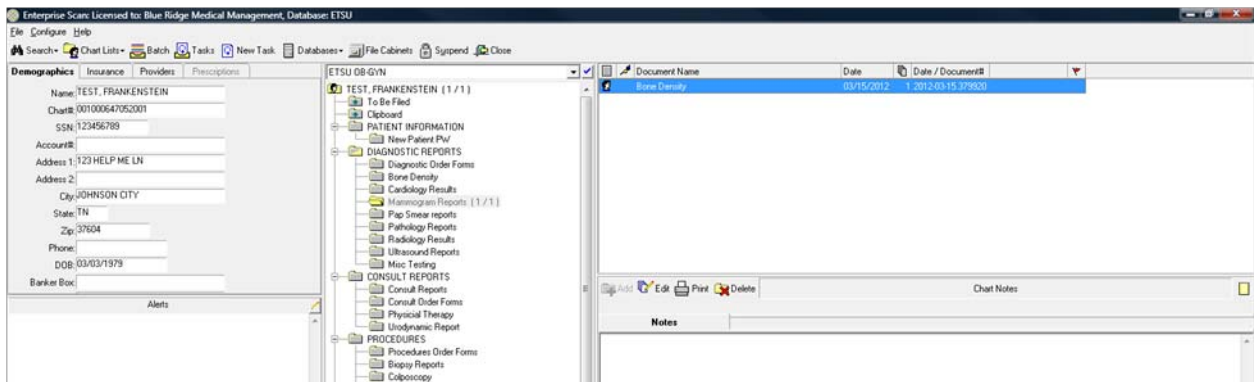 Enterprise Scan: Licensed to: Blue Ridge Medical Management, Database: ETSU
File Configure Help
Search Chart Lists Batch Tasks New Task Databases File Cabinets Suspend Close
Demographics Insurance Providers Prescriptions
Name: TEST, FRANKENSTEIN
Chart#: 001000647052001
SSN: 123456789
Account#:
Address 1: 123 HELP ME LN
Address 2:
City: JOHNSON CITY
State: TN
Zip: 37604
Phone:
DOB: 03/03/1979
Banker Box:
Alerts
ETSU OB-GYN
TEST, FRANKENSTEIN (1 / 1)
To Be Filed
Clipboard
PATIENT INFORMATION
New Patient PW
DIAGNOSTIC REPORTS
Diagnostic Order Forms
Bone Density
Cardiology Results
Mammogram Reports (1 / 1)
Pap Smear reports
Pathology Reports
Radiology Results
Ultrasound Reports
Misc Testing
CONSULT REPORTS
Consult Reports
Consult Order Forms
Physicial Therapy
Urodynamic Report
PROCEDURES
Procedures Order Forms
Biopsy Reports
Colposcopy
Document Name Date Date / Document#
Bone Density 03/15/2012 1 2012-03-15.379920
Add Edit Print Delete Chart Notes
Notes